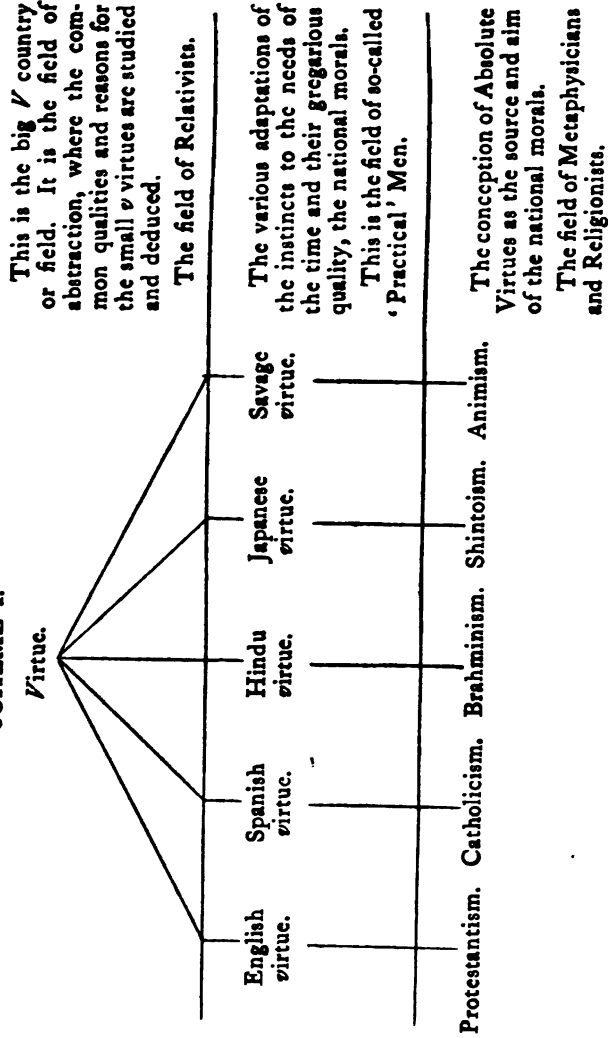 Virtue.
This is the big V country
or field. It is the field of
abstraction, where the com-
mon qualities and reasons for
the small v virtues are studied
and deduced.
The field of Relativists.
English
virtue.
Spanish
virtue.
Hindu
virtue.
Japanese
virtue.
Savage
virtue.
The various adaptations of
the instincts to the needs of
the time and their gregarious
quality, the national morals.
This is the field of so-called
‘Practical’ Men.
Protestantism. Catholicism. Brahminism. Shintoism. Animism.
The conception of Absolute
Virtues as the source and aim
of the national morals.
The field of Metaphysicians
and Religionists.